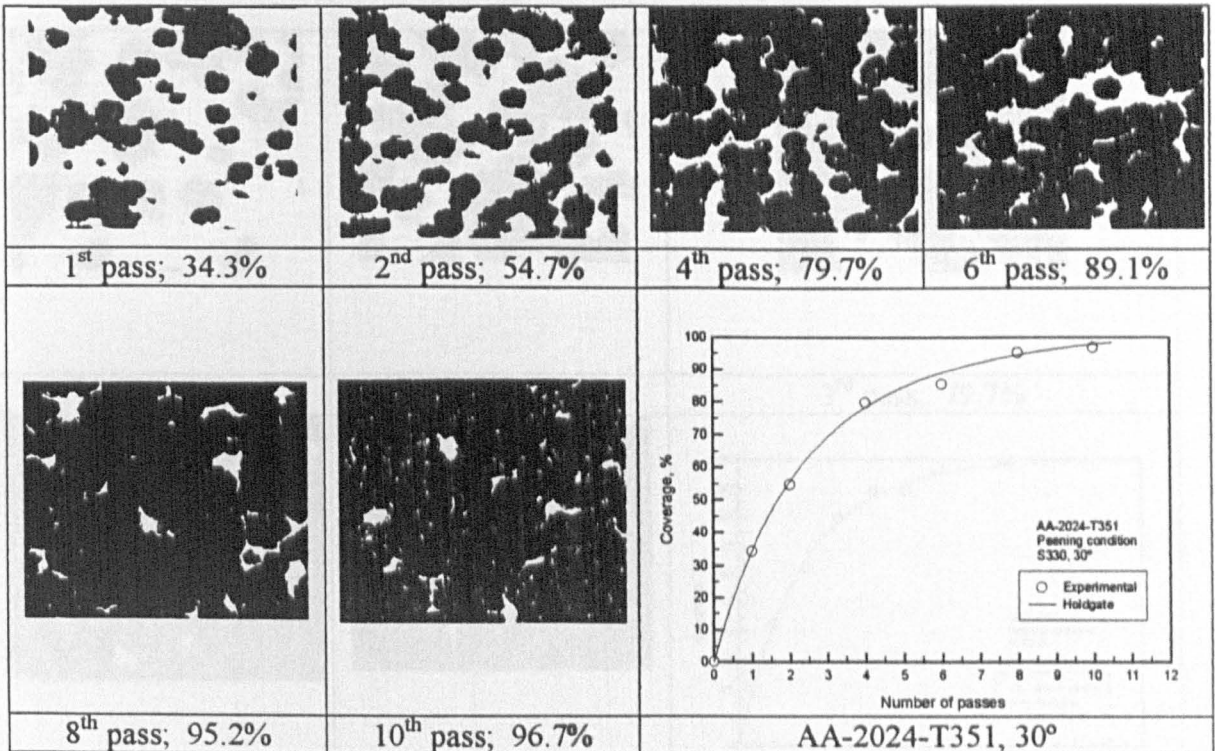 1st pass; 34.3%
2nd pass; 54.7%
4th pass; 79.7%
6th pass; 89.1%
100
90
80
70
60
50
40
30
20
10
00
Coverage, %
0 1 2 3 4 5 6 7 8 9 10 11 12
Number of passes
AA-2024-T351
Peening condition
S330, 30º
Experimental
Holdgate
8th pass; 95.2%
10th pass; 96.7%
AA-2024-T351, 30º